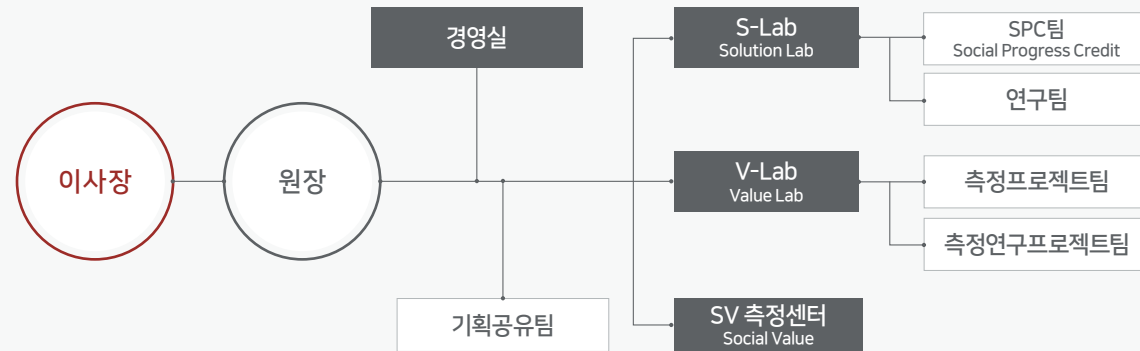 이사장
원장
경영실
기획공유팀
S-Lab
Solution Lab
SPC팀
Social Progress Credit
연구팀
V-Lab
Value Lab
측정프로젝트팀
측정연구프로젝트팀
SV 측정센터
Social Value